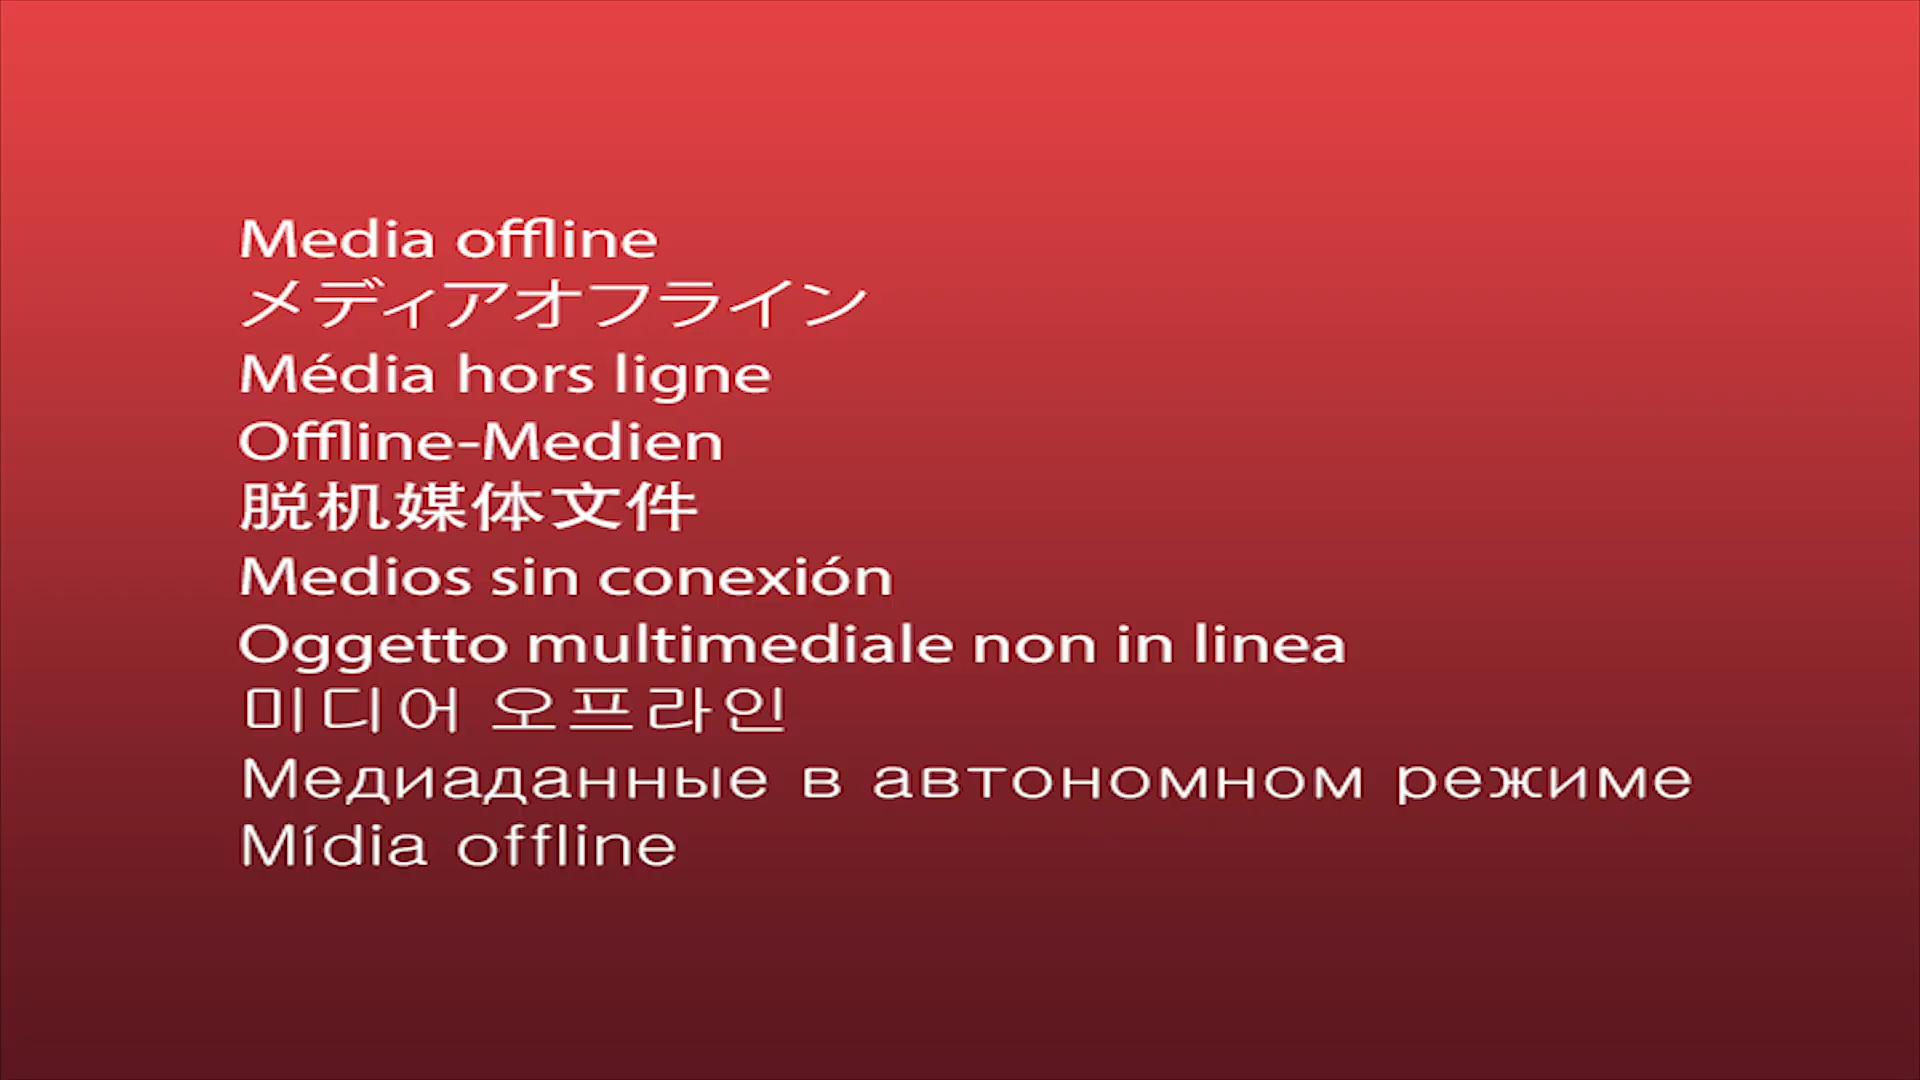 Media offline
メディアオフライン
Média hors ligne
Offline-Medien
脱机媒体文件
Medios sin conexión
Oggetto multimediale non in linea
미디어 오프라인
Медиаданные в автономном режиме
Mídia offline